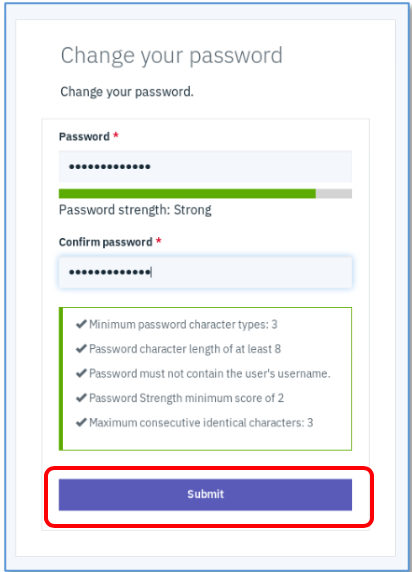 Change your password
Change your password.
Password *
•••••••••••••
Password strength: Strong
Confirm password *
•••••••••••••
✔ Minimum password character types: 3
✔ Password character length of at least 8
✔ Password must not contain the user's username.
✔ Password Strength minimum score of 2
✔ Maximum consecutive identical characters: 3
Submit